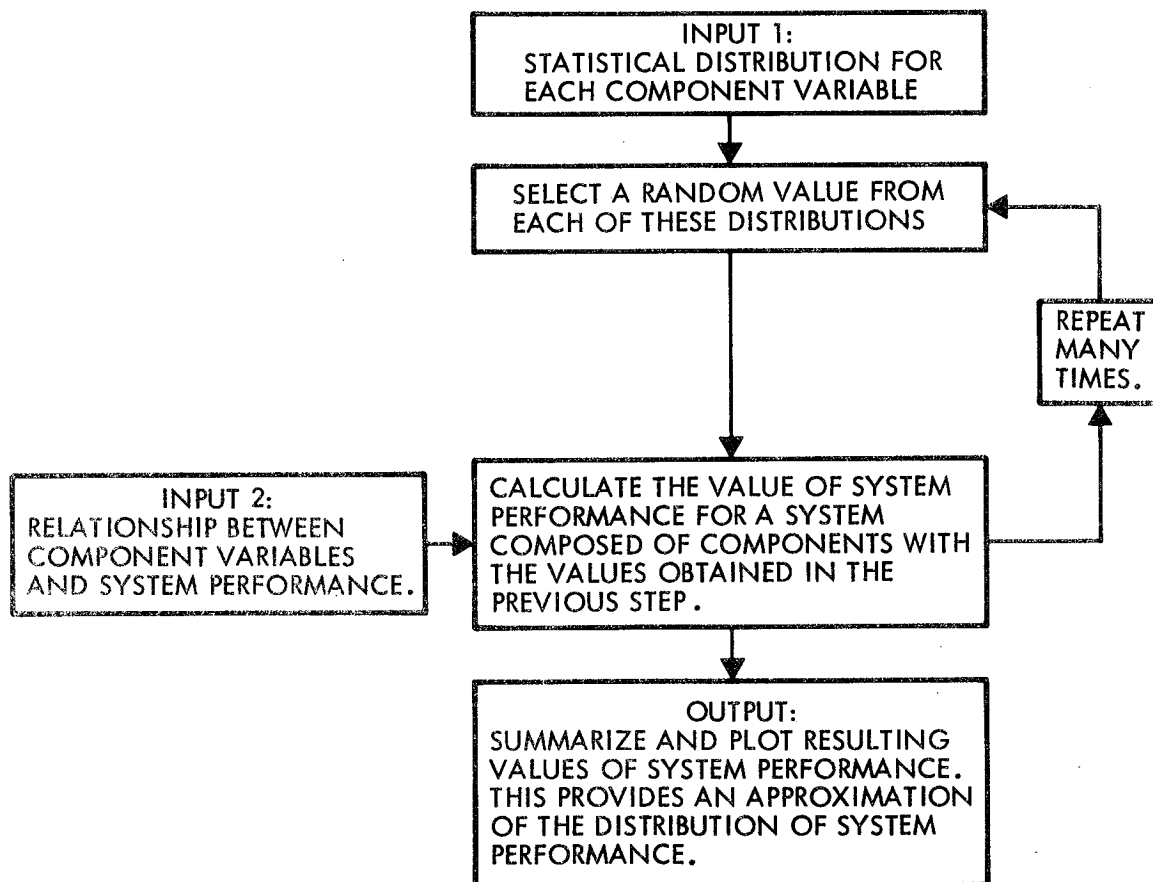 INPUT 1:
STATISTICAL DISTRIBUTION FOR
EACH COMPONENT VARIABLE
SELECT A RANDOM VALUE FROM
EACH OF THESE DISTRIBUTIONS
REPEAT
MANY
TIMES.
INPUT 2:
RELATIONSHIP BETWEEN
COMPONENT VARIABLES
AND SYSTEM PERFORMANCE.
CALCULATE THE VALUE OF SYSTEM
PERFORMANCE FOR A SYSTEM
COMPOSED OF COMPONENTS WITH
THE VALUES OBTAINED IN THE
PREVIOUS STEP.
OUTPUT:
SUMMARIZE AND PLOT RESULTING
VALUES OF SYSTEM PERFORMANCE.
THIS PROVIDES AN APPROXIMATION
OF THE DISTRIBUTION OF SYSTEM
PERFORMANCE.